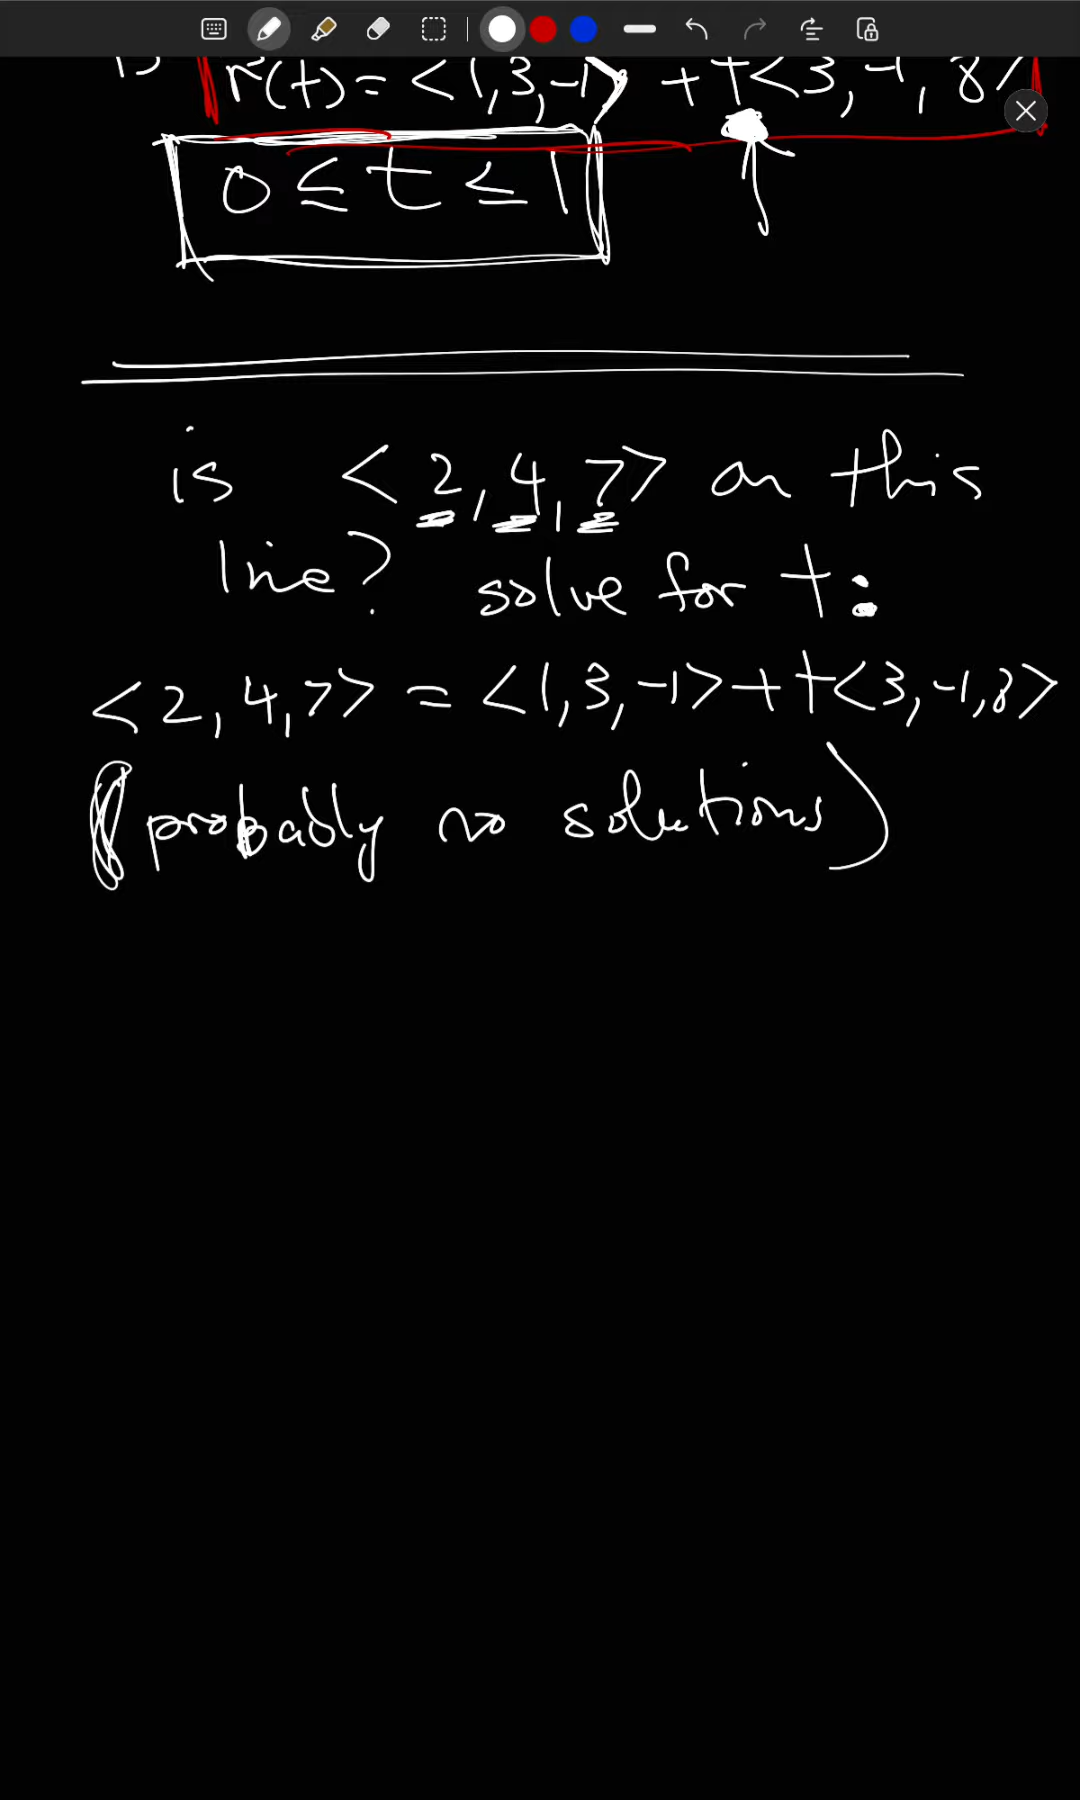 r(t) = <1, 3, -1> + t<3, -1, 8>
0 ≤ t ≤ 1
is <2, 4, 7> on this
line? solve for t:
<2, 4, 7> = <1, 3, -1> + t<3, -1, 8>
(probably no solutions)